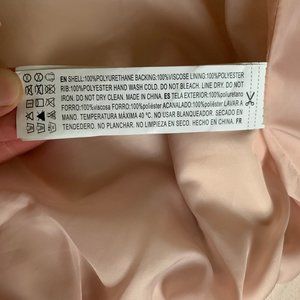 EN SHELL:100%POLYURETHANE BACKING:100%VISCOSE LINING:100%POLYESTER
RIB:100%POLYESTER HAND WASH COLD. DO NOT BLEACH. LINE DRY. DO NOT
IRON. DO NOT DRY CLEAN. MADE IN CHINA. ES TELA EXTERIOR:100%poliuretano
FORRO:100%viscosa FORRO:100%poliéster ACANALADO:100%poliéster LAVAR A
MANO. TEMPERATURA MÁXIMA 40 ºC. NO USAR BLANQUEADOR. SECADO EN
TENDEDERO. NO PLANCHAR. NO LIMPIEZA EN SECO. HECHO EN CHINA. FR